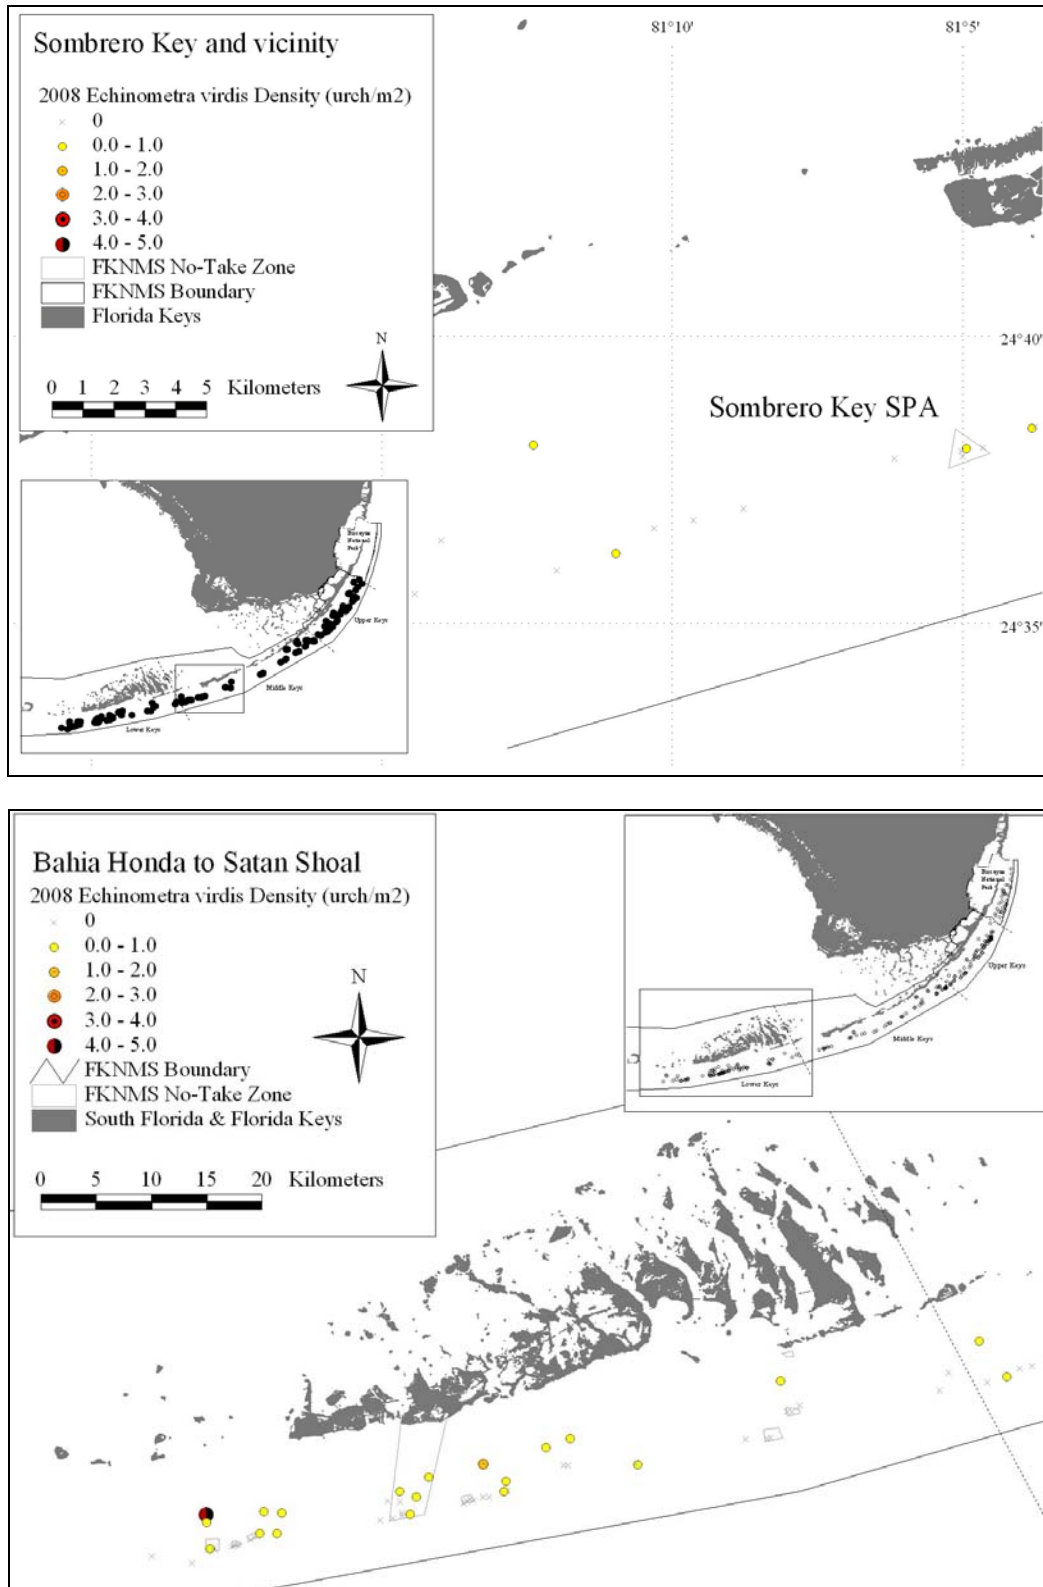 Sombrero Key and vicinity
2008 Echinometra virdis Density (urch/m2)
0
0.0 - 1.0
1.0 - 2.0
2.0 - 3.0
3.0 - 4.0
4.0 - 5.0
FKNMS No-Take Zone
FKNMS Boundary
Florida Keys
N
0 1 2 3 4 5 Kilometers
81°10'
81°5'
24°40'
Sombrero Key SPA
24°35'
Biscayne
National
Park
Upper Keys
Middle Keys
Lower Keys
Bahia Honda to Satan Shoal
2008 Echinometra virdis Density (urch/m2)
0
0.0 - 1.0
1.0 - 2.0
2.0 - 3.0
3.0 - 4.0
4.0 - 5.0
FKNMS Boundary
FKNMS No-Take Zone
South Florida & Florida Keys
N
0 5 10 15 20 Kilometers
Biscayne
National
Park
Upper Keys
Middle Keys
Lower Keys